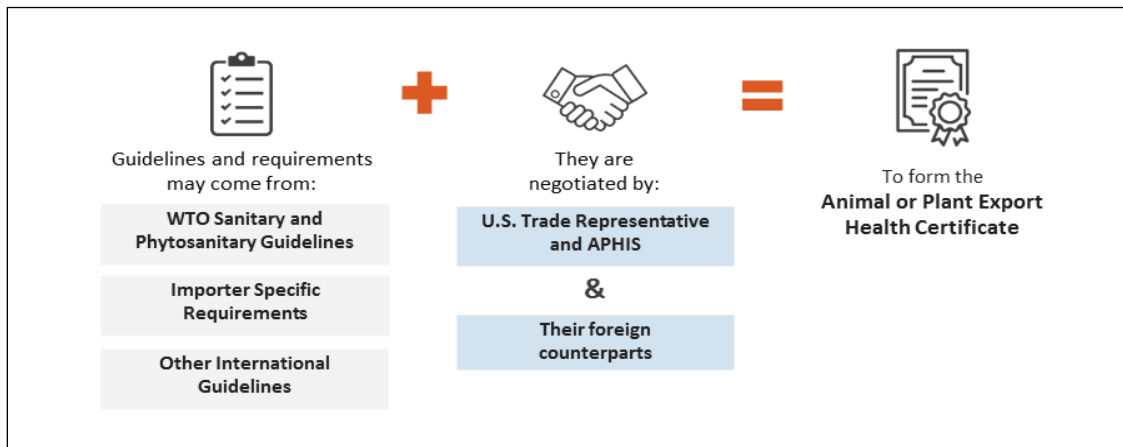 Guidelines and requirements
may come from:
WTO Sanitary and
Phytosanitary Guidelines
Importer Specific
Requirements
Other International
Guidelines
They are
negotiated by:
U.S. Trade Representative
and APHIS
&
Their foreign
counterparts
To form the
Animal or Plant Export
Health Certificate